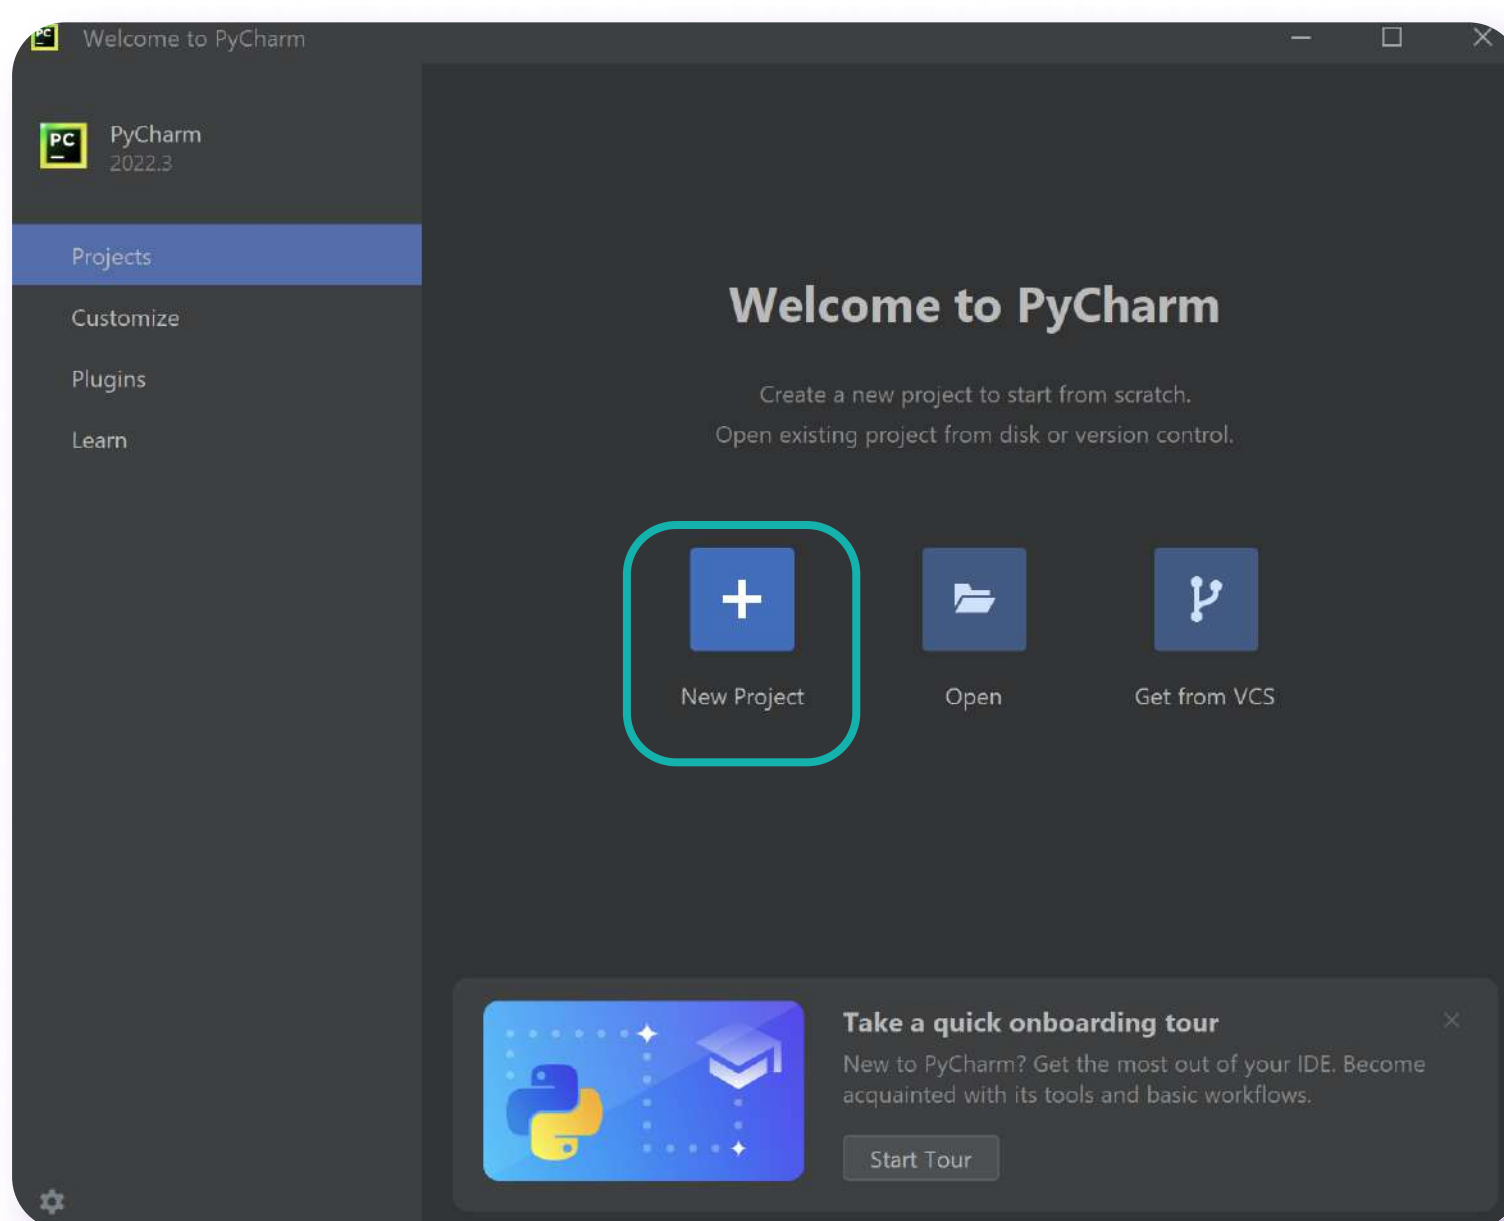 PC
Welcome to PyCharm
PC
PyCharm
2022.3
Projects
Customize
Plugins
Learn
Welcome to PyCharm
Create a new project to start from scratch.
Open existing project from disk or version control.
New Project
Open
Get from VCS
Take a quick onboarding tour
New to PyCharm? Get the most out of your IDE. Become
acquainted with its tools and basic workflows.
Start Tour